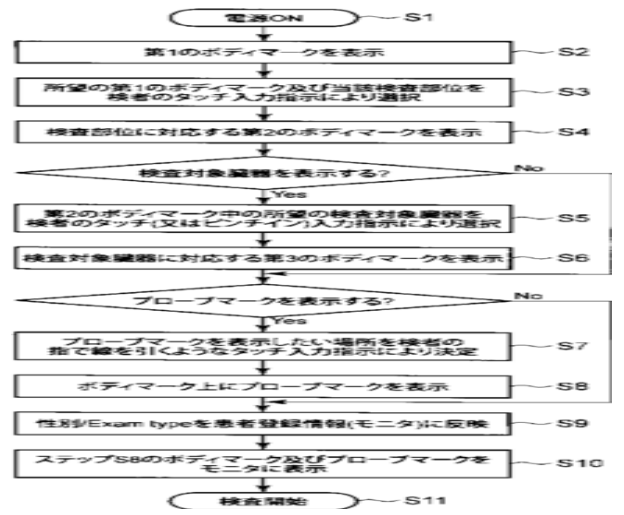 電源ON
S1
第1のボディマークを表示
S2
所望の第1のボディマーク及び当該検査部位を
検者のタッチ入力指示により選択
S3
検査部位に対応する第2のボディマークを表示
S4
検査対象臓器を表示する?
No
Yes
第2のボディマーク中の所望の検査対象臓器を
検者のタッチ(又はピンチイン)入力指示により選択
S5
検査対象臓器に対応する第3のボディマークを表示
S6
プローブマークを表示する?
No
Yes
プローブマークを表示したい場所を検者の
指で線を引くようなタッチ入力指示により決定
S7
ボディマーク上にプローブマークを表示
S8
性別/Exam typeを患者登録情報(モニタ)に反映
S9
ステップS8のボディマーク及びプローブマークを
モニタに表示
S10
検査開始
S11